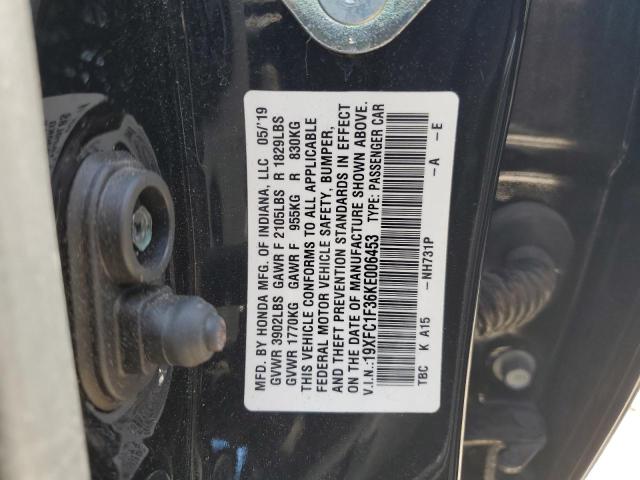 MFD. BY HONDA MFG. OF INDIANA, LLC 05/'19
GVWR 3902LBS GAWR F 2105LBS R 1829LBS
GVWR 1770KG GAWR F 955KG R 830KG
THIS VEHICLE CONFORMS TO ALL APPLICABLE
FEDERAL MOTOR VEHICLE SAFETY, BUMPER,
AND THEFT PREVENTION STANDARDS IN EFFECT
ON THE DATE OF MANUFACTURE SHOWN ABOVE.
V.I.N.:19XFC1F36KE006453 TYPE: PASSENGER CAR
TBC K A15 -NH731P -A -E